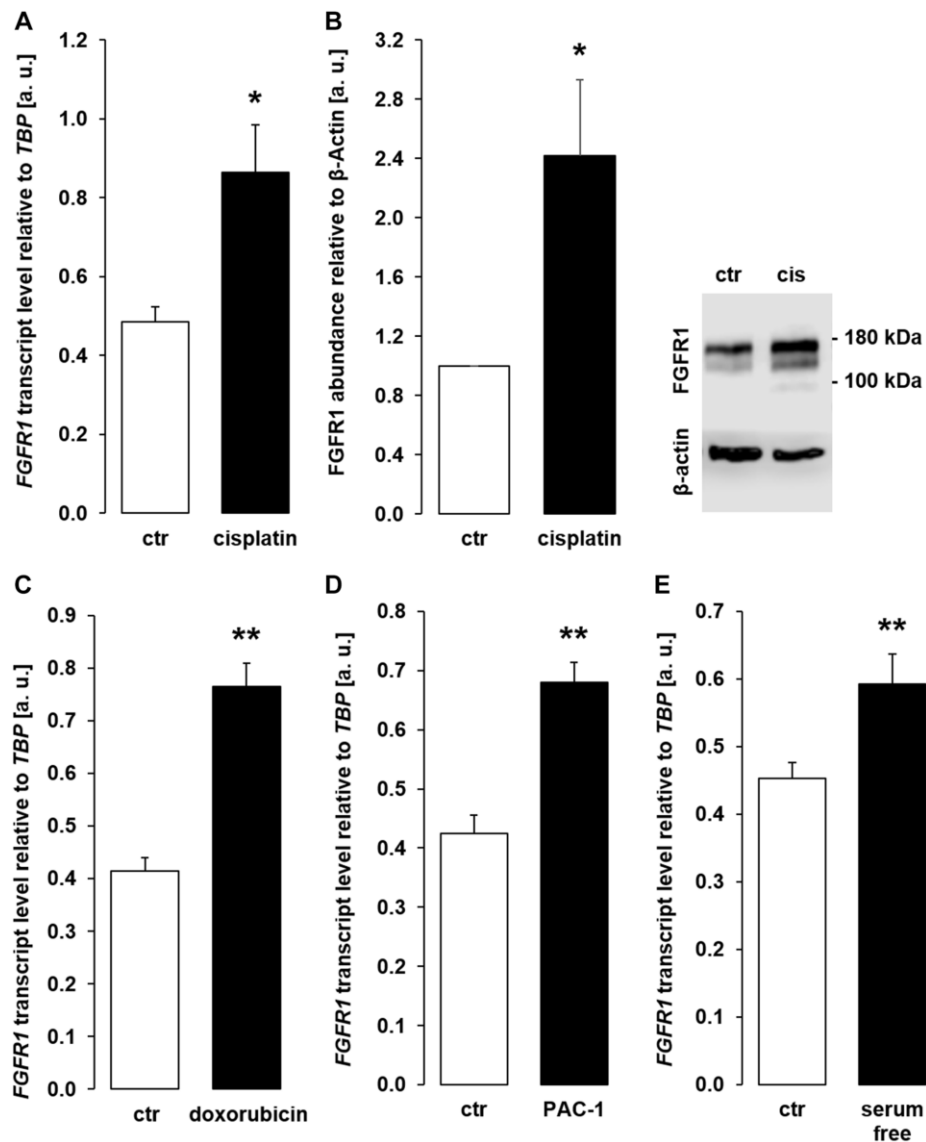 A
FGFR1 transcript level relative to TBP [a. u.]
1.2
1.0
0.8
0.6
0.4
0.2
0.0
*
ctr
cisplatin
B
FGFR1 abundance relative to β-Actin [a. u.]
3.2
2.8
2.4
2.0
1.6
1.2
0.8
0.4
0.0
*
ctr
cisplatin
ctr
cis
FGFR1
- 180 kDa
- 100 kDa
β-actin
C
FGFR1 transcript level relative to TBP [a. u.]
0.9
0.8
0.7
0.6
0.5
0.4
0.3
0.2
0.1
0.0
**
ctr
doxorubicin
D
FGFR1 transcript level relative to TBP [a. u.]
0.8
0.7
0.6
0.5
0.4
0.3
0.2
0.1
0.0
**
ctr
PAC-1
E
FGFR1 transcript level relative to TBP [a. u.]
0.7
0.6
0.5
0.4
0.3
0.2
0.1
0.0
**
ctr
serum
free